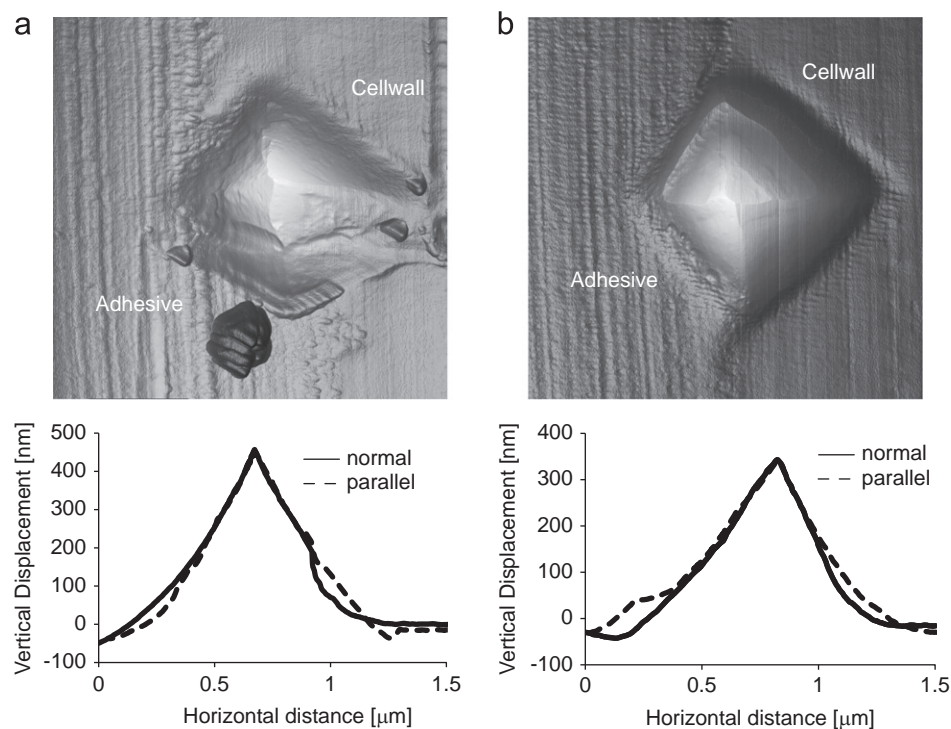 a
Cellwall
Adhesive
b
Cellwall
Adhesive
500
400
300
200
100
0
-100
Vertical Displacement [nm]
normal
parallel
0
0.5
1
1.5
Horizontal distance [μm]
400
300
200
100
0
-100
Vertical Displacement [nm]
normal
parallel
0
0.5
1
1.5
Horizontal distance [μm]